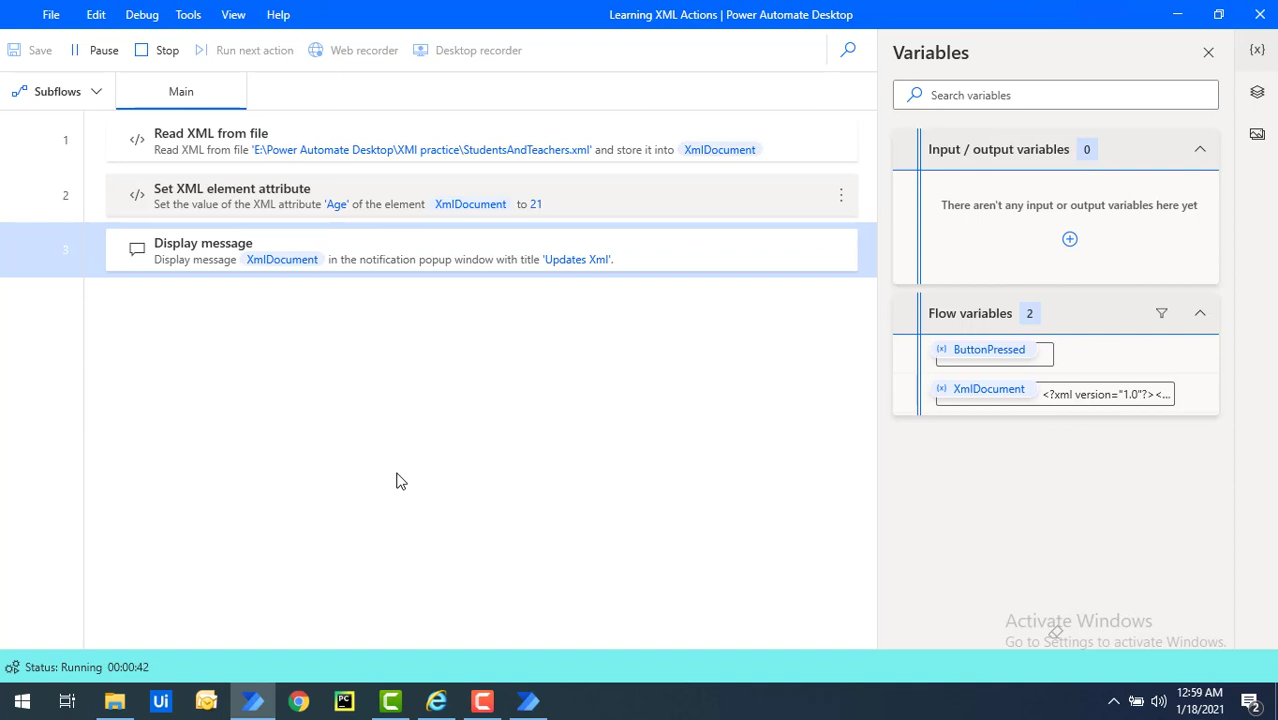 File Edit Debug Tools View Help
Learning XML Actions | Power Automate Desktop
Save Pause Stop Run next action Web recorder Desktop recorder
Subflows Main
1 Read XML from file
Read XML from file 'E:\Power Automate Desktop\XMl practice\StudentsAndTeachers.xml' and store it into XmlDocument
2 Set XML element attribute
Set the value of the XML attribute 'Age' of the element XmlDocument to 21
3 Display message
Display message XmlDocument in the notification popup window with title 'Updates Xml'.
Variables
{x}
Search variables
Input / output variables 0
There aren't any input or output variables here yet
Flow variables 2
(x) ButtonPressed
(x) XmlDocument <?xml version="1.0"?><...
Activate Windows
Go to Settings to activate Windows.
Status: Running 00:00:42
Ui
PC
C
C
12:59 AM
1/18/2021
2